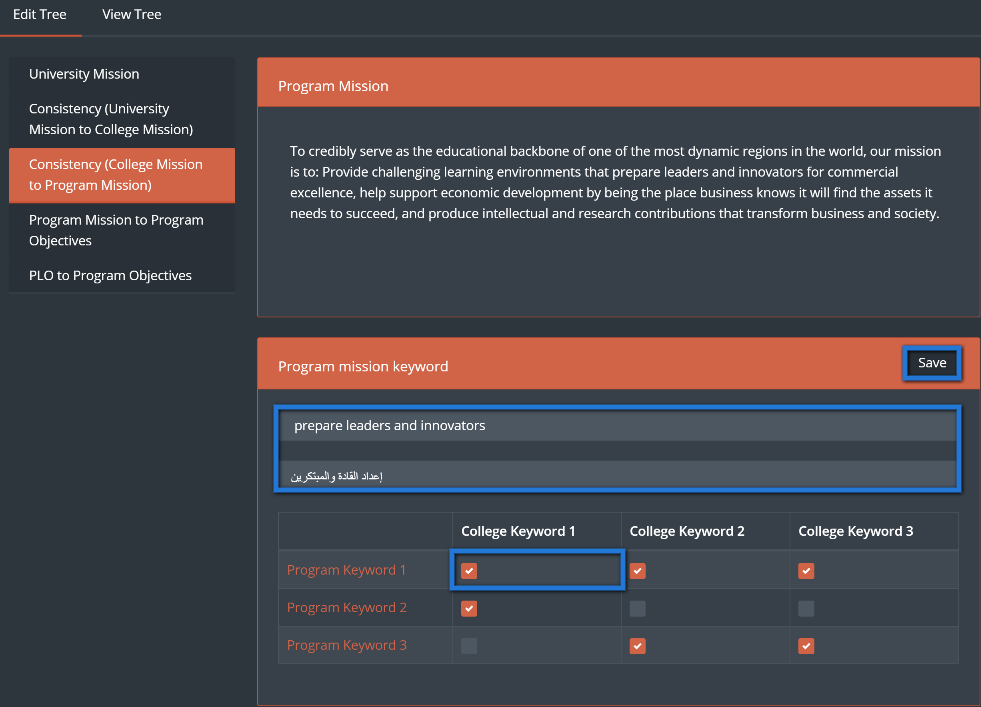 Edit Tree View Tree
University Mission
Consistency (University
Mission to College Mission)
Consistency (College Mission
to Program Mission)
Program Mission to Program
Objectives
PLO to Program Objectives
Program Mission
To credibly serve as the educational backbone of one of the most dynamic regions in the world, our mission
is to: Provide challenging learning environments that prepare leaders and innovators for commercial
excellence, help support economic development by being the place business knows it will find the assets it
needs to succeed, and produce intellectual and research contributions that transform business and society.
Program mission keyword Save
prepare leaders and innovators
إعداد القادة والمبتكرين
College Keyword 1 College Keyword 2 College Keyword 3
Program Keyword 1
Program Keyword 2
Program Keyword 3